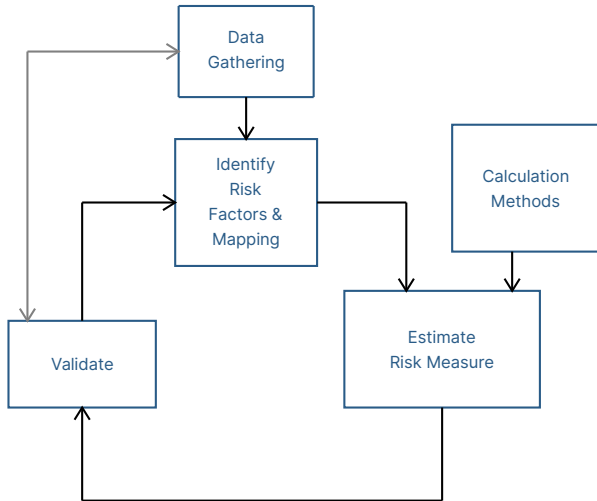 Data
Gathering
Identify
Risk
Factors &
Mapping
Calculation
Methods
Estimate
Risk Measure
Validate